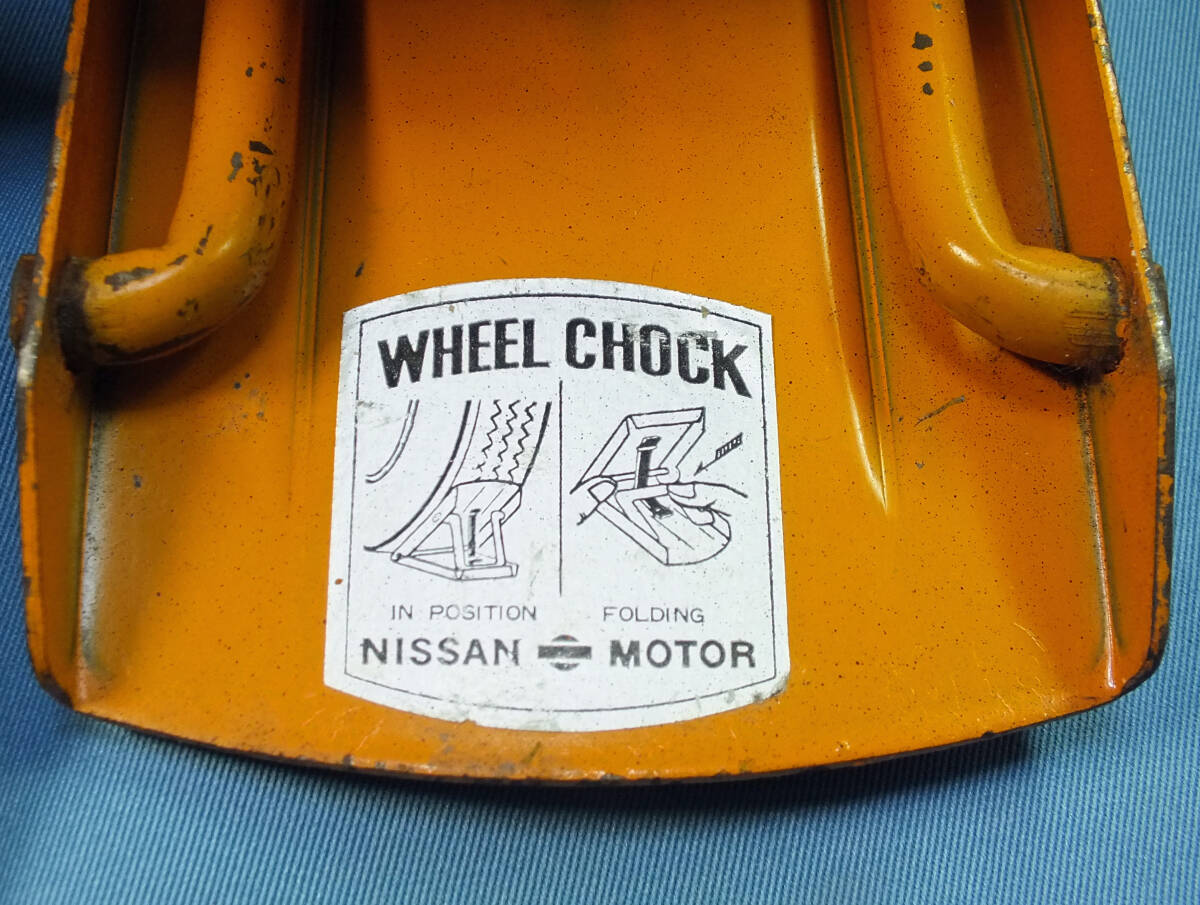 WHEEL CHOCK
IN POSITION FOLDING
NISSAN MOTOR